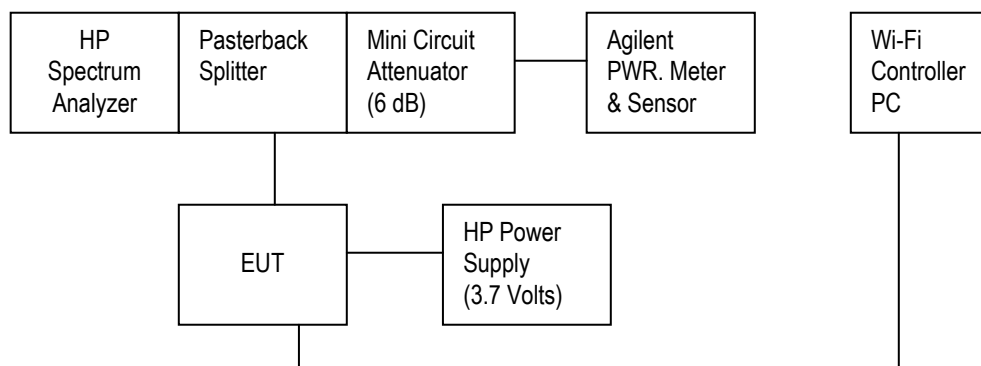 HP
Spectrum
Analyzer
Pasterback
Splitter
Mini Circuit
Attenuator
(6 dB)
Agilent
PWR. Meter
& Sensor
Wi-Fi
Controller
PC
EUT
HP Power
Supply
(3.7 Volts)